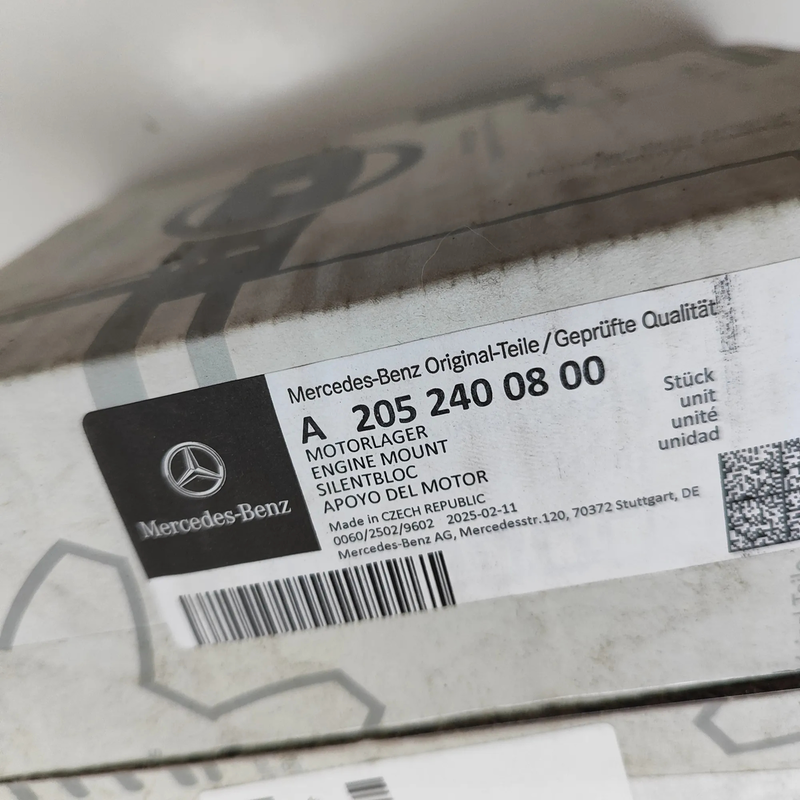 Mercedes-Benz Original-Teile/Geprüfte Qualität
A 205 240 08 00
Stück
unit
unité
unidad
MOTORLAGER
ENGINE MOUNT
SILENTBLOC
APOYO DEL MOTOR
Made in CZECH REPUBLIC
0060/2502/9602 2025-02-11
Mercedes-Benz AG, Mercedesstr.120, 70372 Stuttgart, DE
Mercedes-Benz